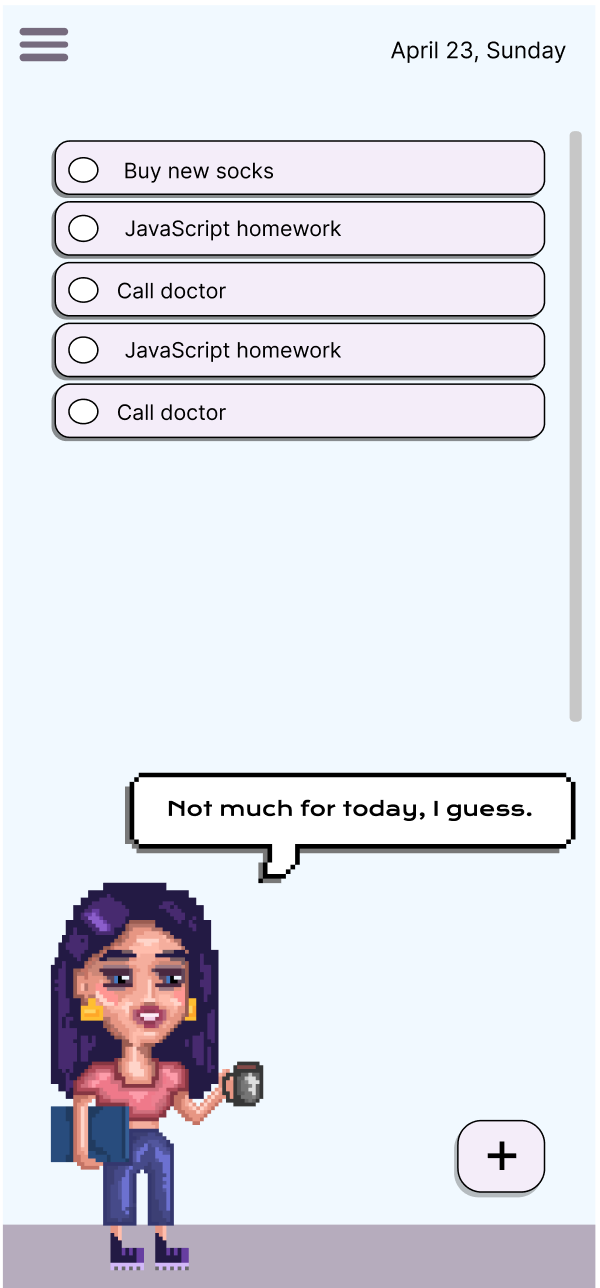 April 23, Sunday
Buy new socks
JavaScript homework
Call doctor
JavaScript homework
Call doctor
Not much for today, I guess.
+